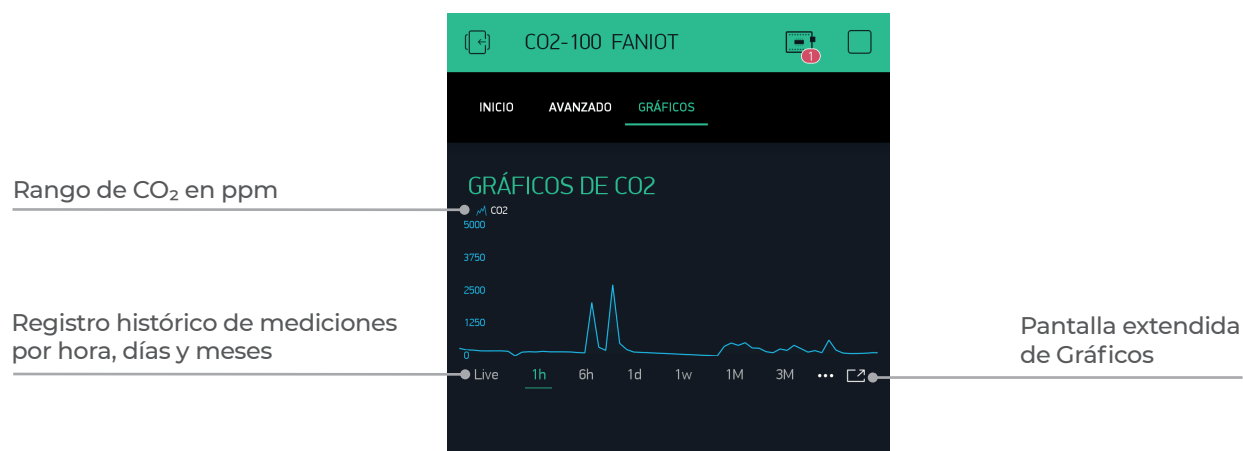 CO2-100 FANIOT
1
INICIO AVANZADO GRÁFICOS
Rango de CO₂ en ppm
GRÁFICOS DE CO2
CO2
5000
3750
2500
1250
0
Registro histórico de mediciones
por hora, días y meses
Live 1h 6h 1d 1w 1M 3M •••
Pantalla extendida
de Gráficos